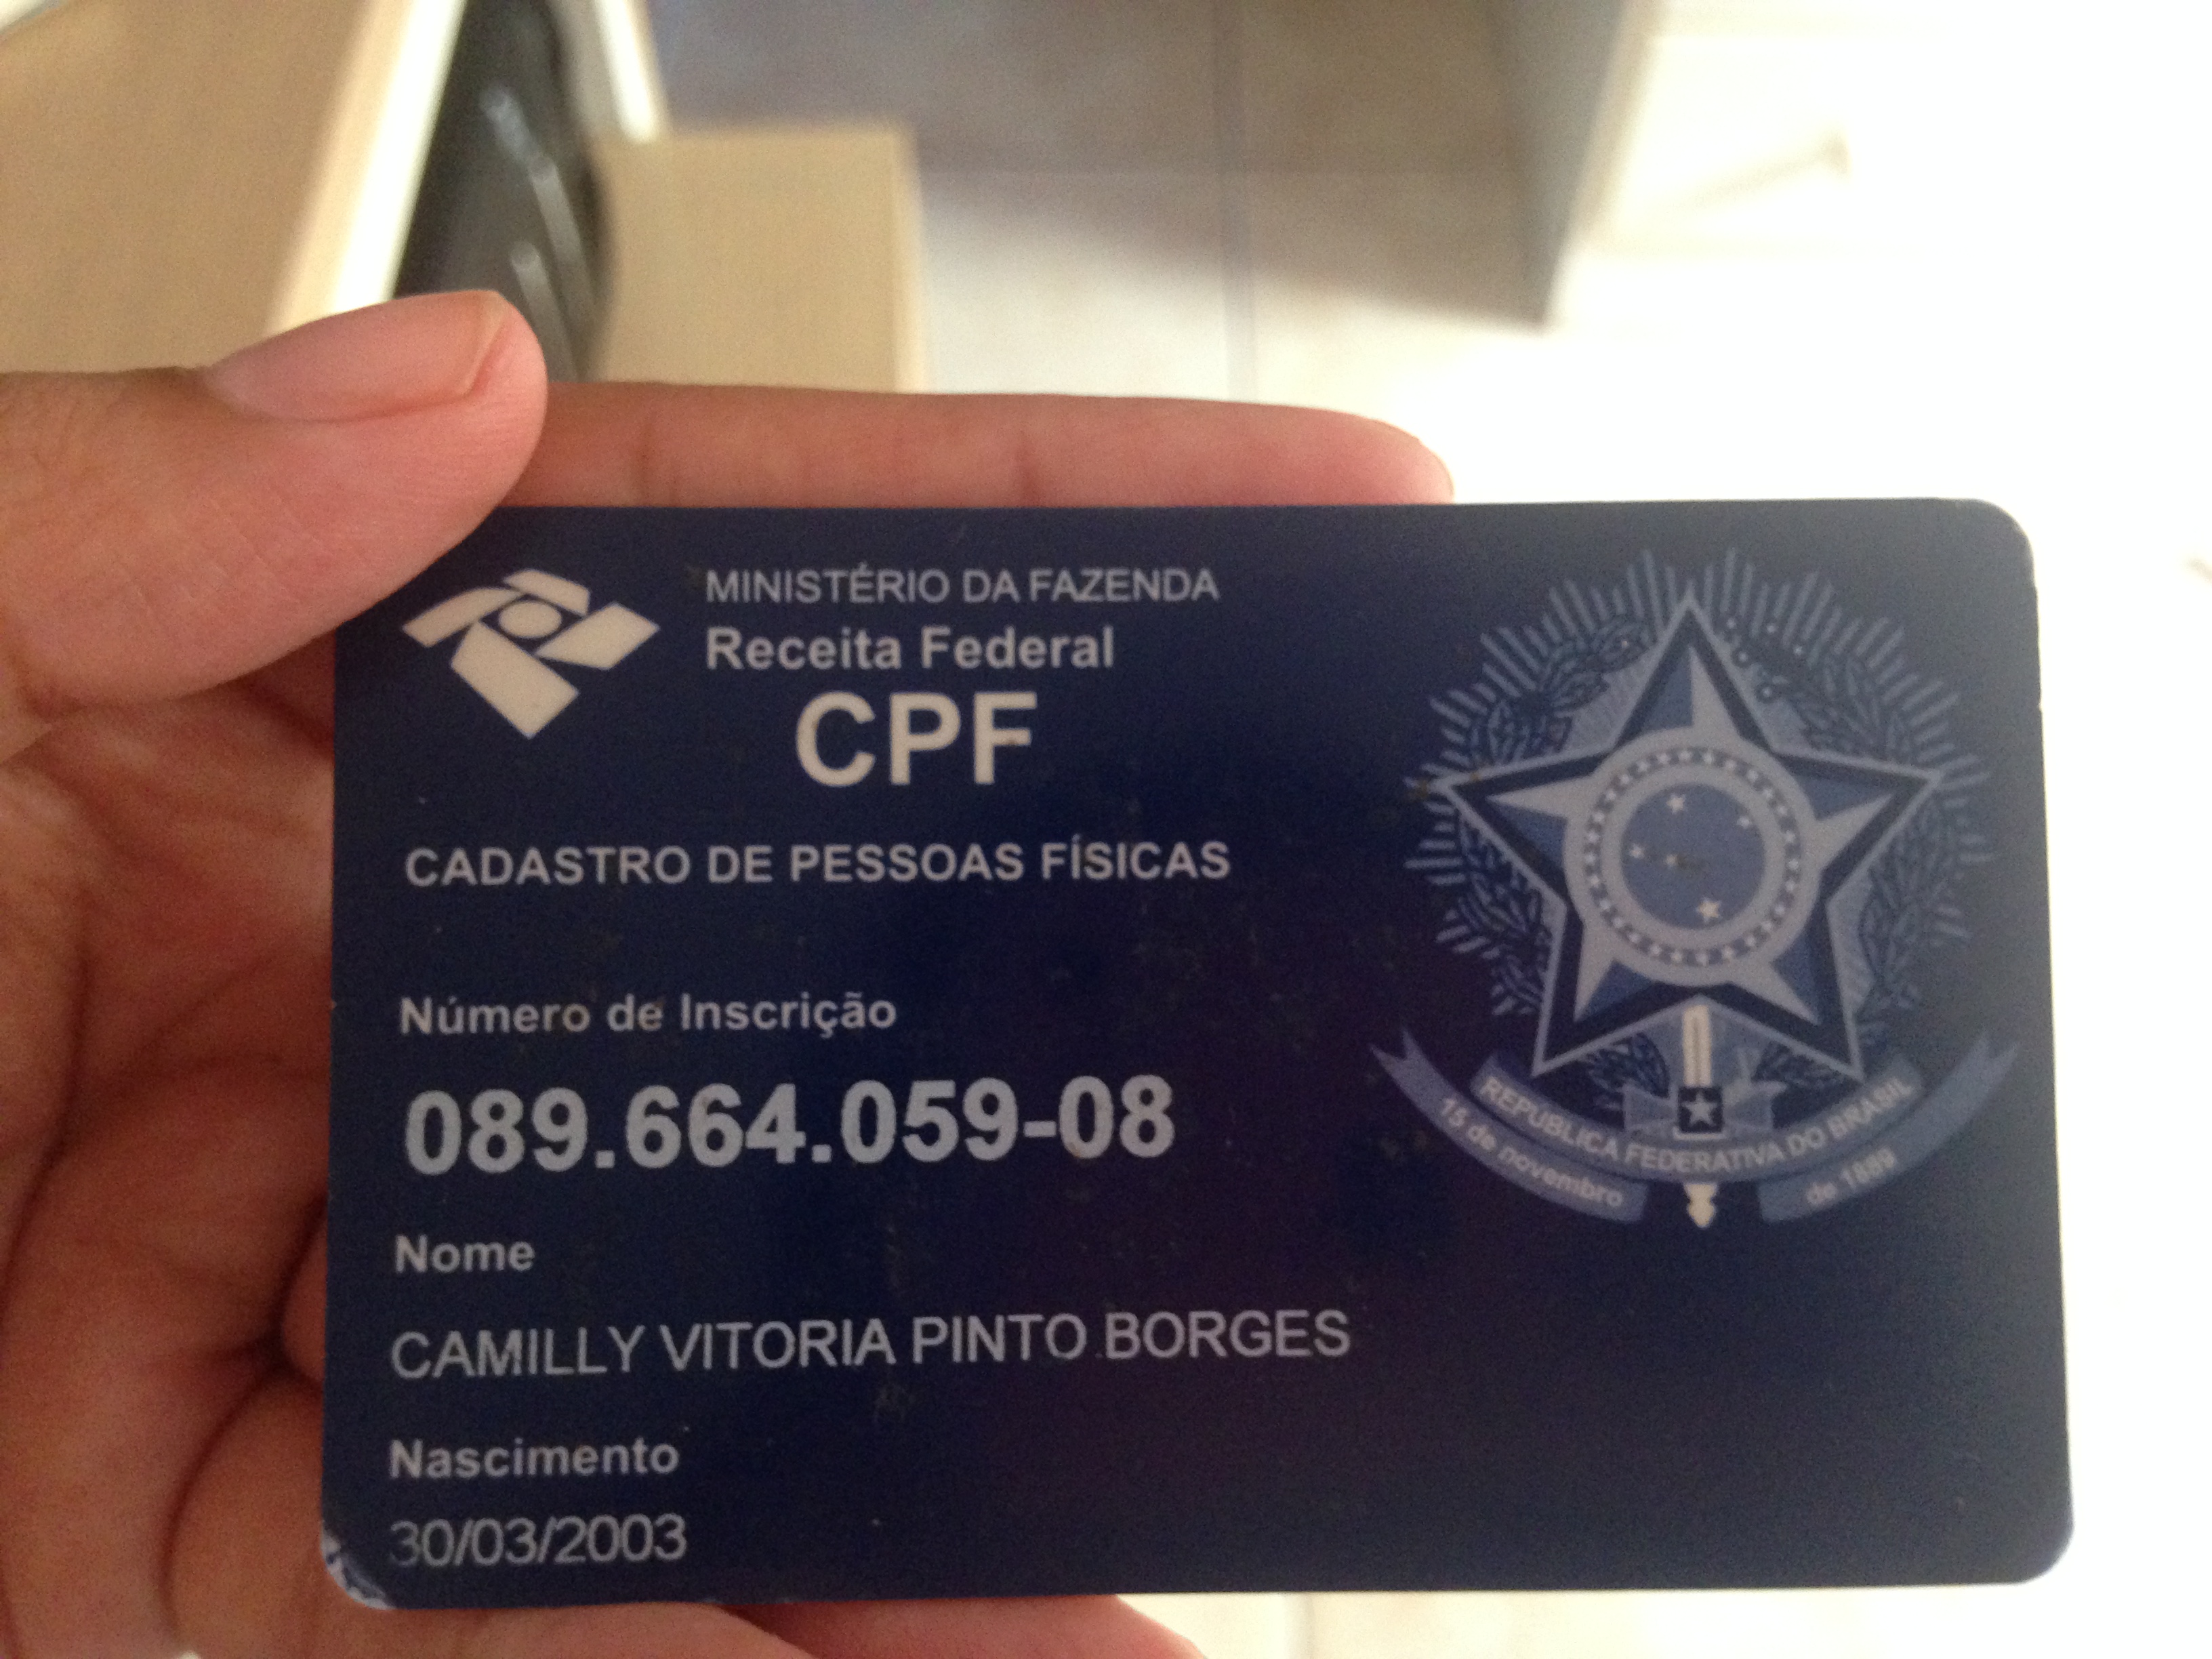 MINISTÉRIO DA FAZENDA
Receita Federal
CPF
CADASTRO DE PESSOAS FÍSICAS
Número de Inscrição
089.664.059-08
Nome
CAMILLY VITORIA PINTO BORGES
Nascimento
30/03/2003
REPUBLICA FEDERATIVA DO BRASIL
15 de novembro de 1889